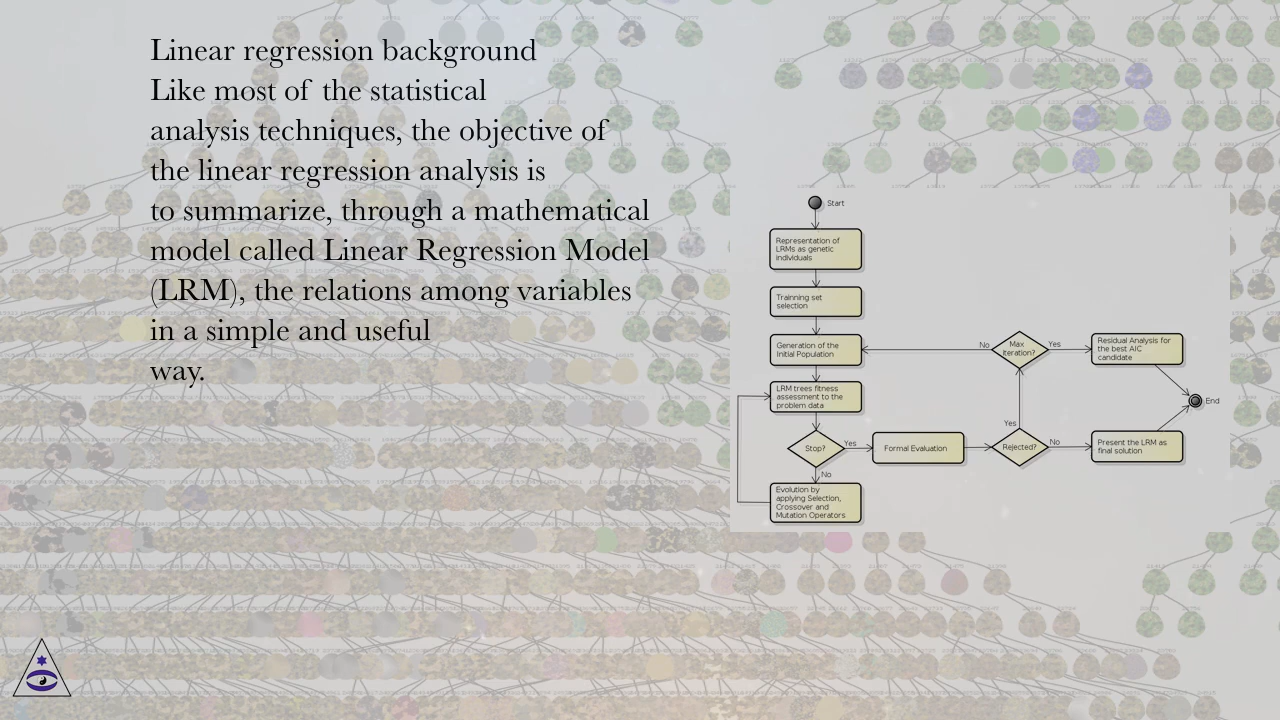 Linear regression background
Like most of the statistical
analysis techniques, the objective of
the linear regression analysis is
to summarize, through a mathematical
model called Linear Regression Model
(LRM), the relations among variables
in a simple and useful
way.
Start
Representation of
LRMs as genetic
individuals
Trainning set
selection
Generation of the
Initial Population
LRM trees fitness
assessment to the
problem data
Stop?
Yes
No
Evolution by
applying Selection,
Crossover and
Mutation Operators
Formal Evaluation
Rejected?
Yes
No
Max
iteration?
No
Yes
Residual Analysis for
the best AIC
candidate
Present the LRM as
final solution
End